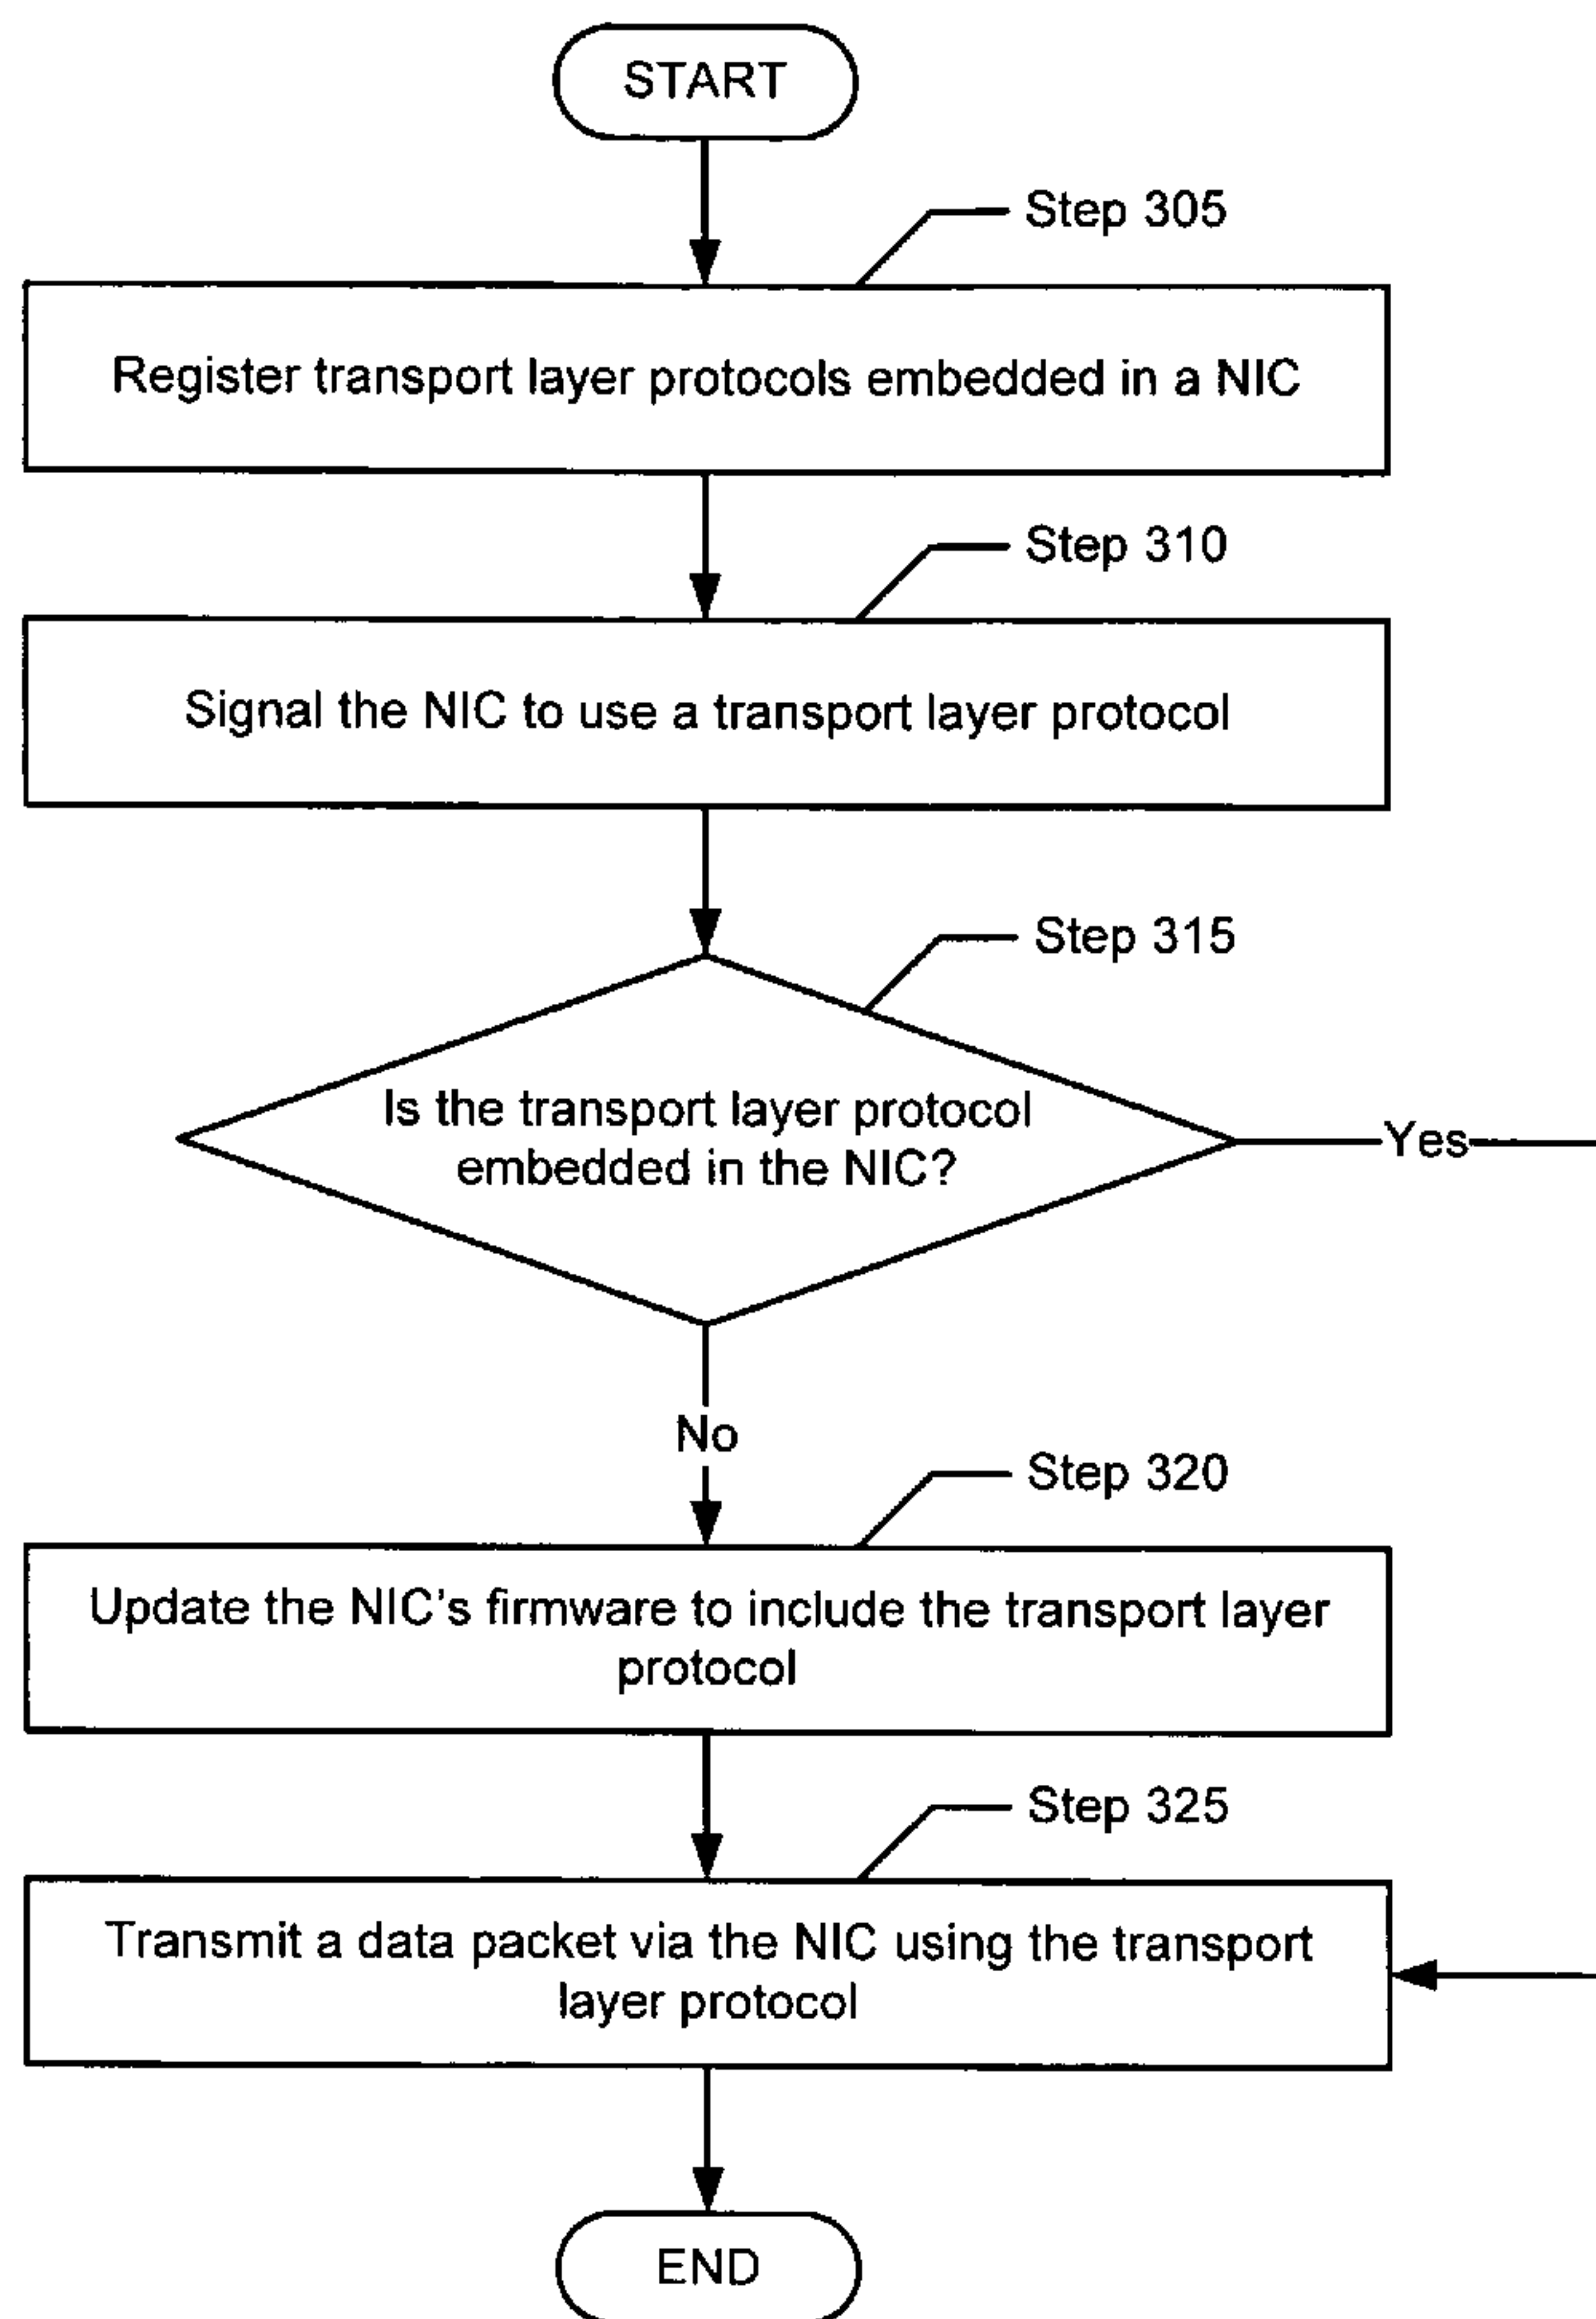 START
Step 305
Register transport layer protocols embedded in a NIC
Step 310
Signal the NIC to use a transport layer protocol
Step 315
Is the transport layer protocol
embedded in the NIC?
Yes
No
Step 320
Update the NIC's firmware to include the transport layer
protocol
Step 325
Transmit a data packet via the NIC using the transport
layer protocol
END